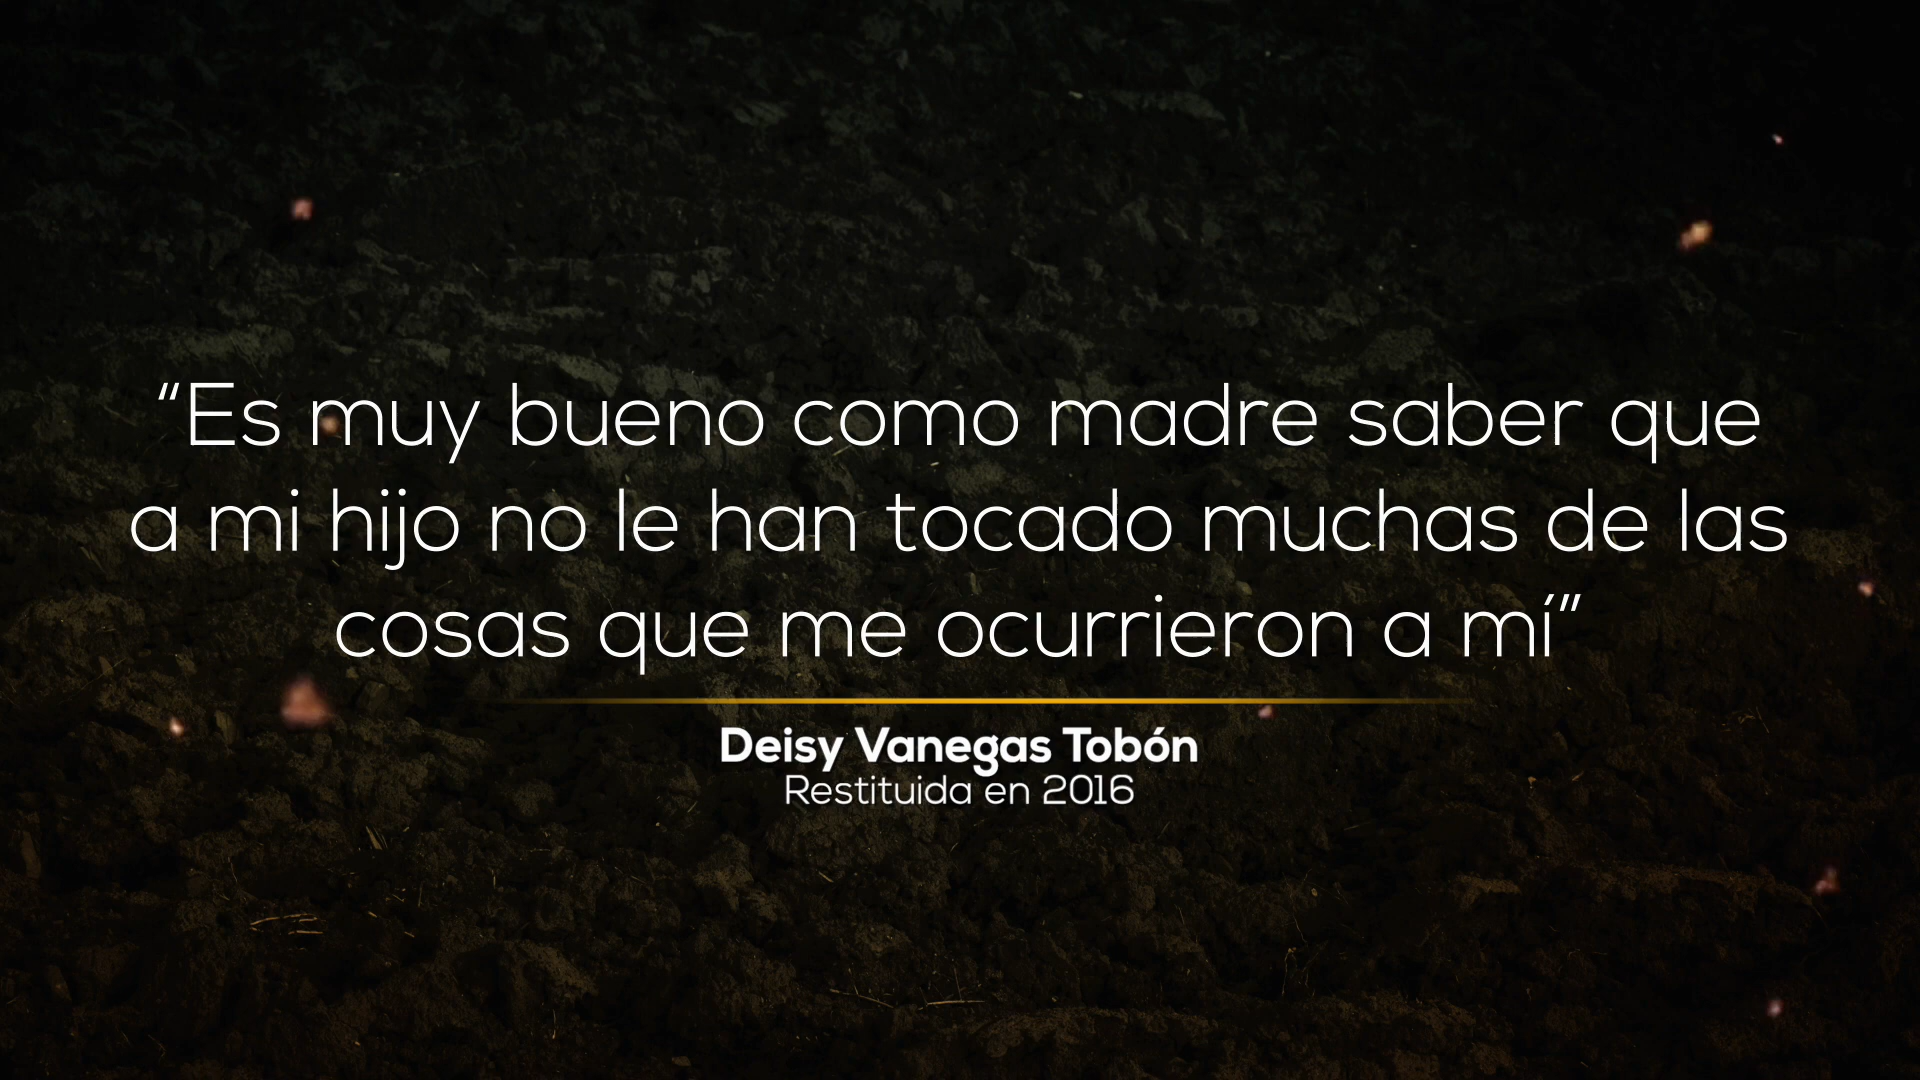 “Es muy bueno como madre saber que
a mi hijo no le han tocado muchas de las
cosas que me ocurrieron a mí”
Deisy Vanegas Tobón
Restituida en 2016